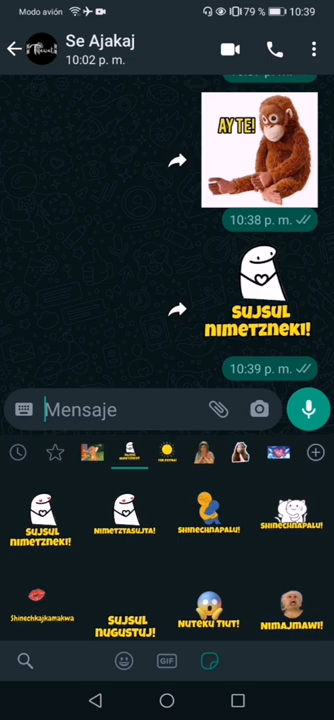 Modo avión
79 %
10:39
Se Ajakaj
10:02 p. m.
AY TE!
10:38 p. m.
SUJSUL
NIMETZNEKI!
10:39 p. m.
Mensaje
SUJSUL
NIMETZNEKI!
NIMETZTASUJTA!
SHINECHNAPALU!
SHINECHNAPALU!
Shinechkajkamakwa
SUJSUL
NUGUSTUJ!
NUTEKU TIUT!
NIMAJMAWI!
GIF